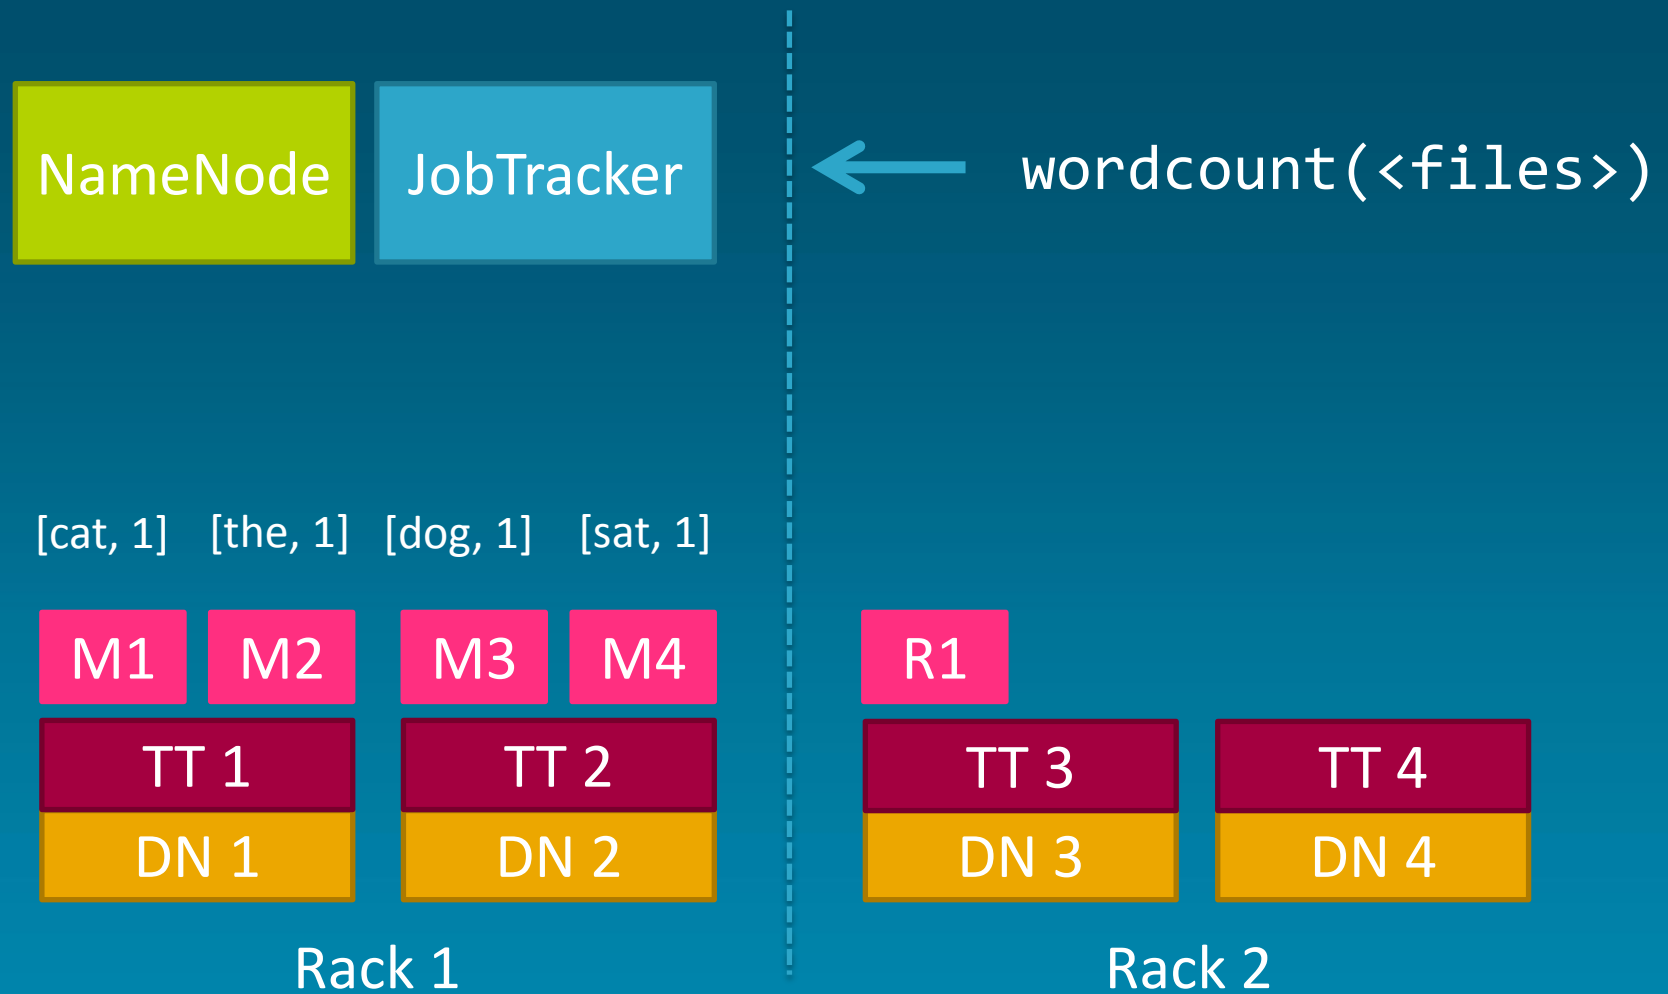 NameNode
JobTracker
wordcount(<files>)
[cat, 1]
[the, 1]
[dog, 1]
[sat, 1]
M1
M2
M3
M4
R1
TT 1
TT 2
TT 3
TT 4
DN 1
DN 2
DN 3
DN 4
Rack 1
Rack 2